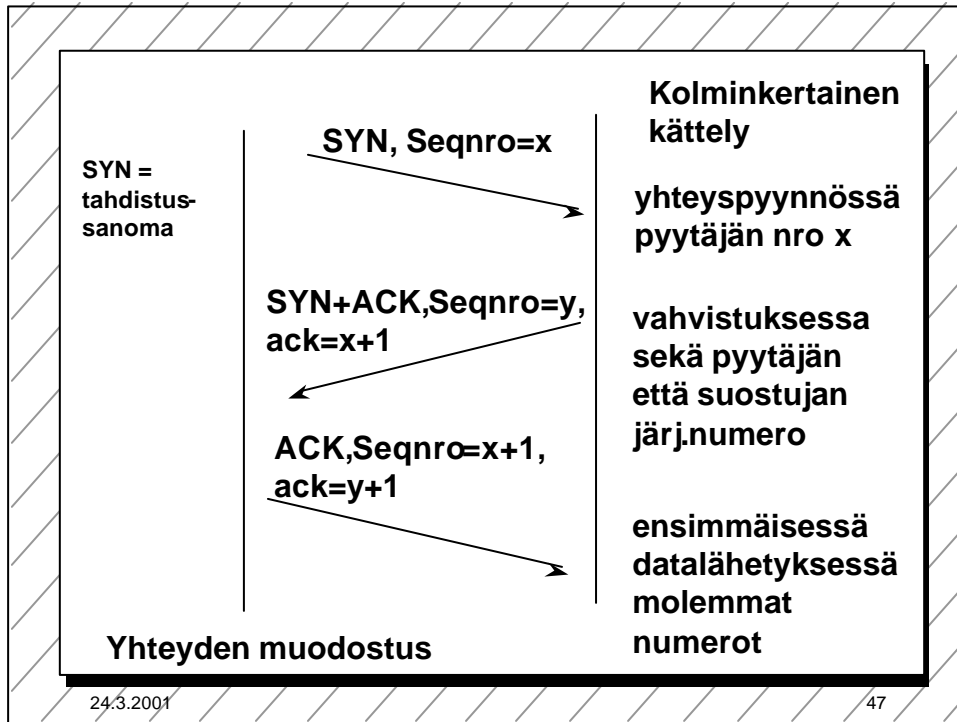 Kolminkertainen
kättely
SYN, Seqnro=x
SYN =
tahdistus-
sanoma
yhteyspyynnössä
pyytäjän nro x
SYN+ACK,Seqnro=y,
ack=x+1
vahvistuksessa
sekä pyytäjän
että suostujan
järj.numero
ACK,Seqnro=x+1,
ack=y+1
ensimmäisessä
datalähetyksessä
molemmat
numerot
Yhteyden muodostus
24.3.2001
47